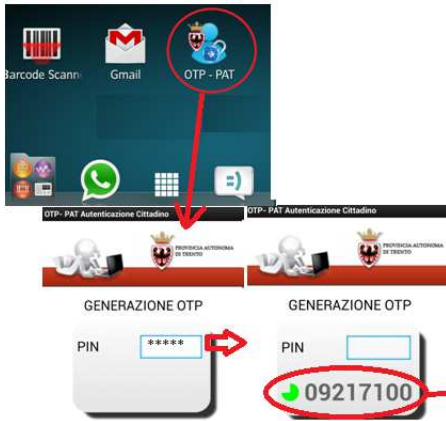 Barcode Scann
Gmail
OTP - PAT
OTP- PAT Autenticazione Cittadino
PROVINCIA AUTONOMA
DI TRENTO
GENERAZIONE OTP
PIN
*****
OTP- PAT Autenticazione Cittadino
PROVINCIA AUTONOMA
DI TRENTO
GENERAZIONE OTP
PIN
09217100